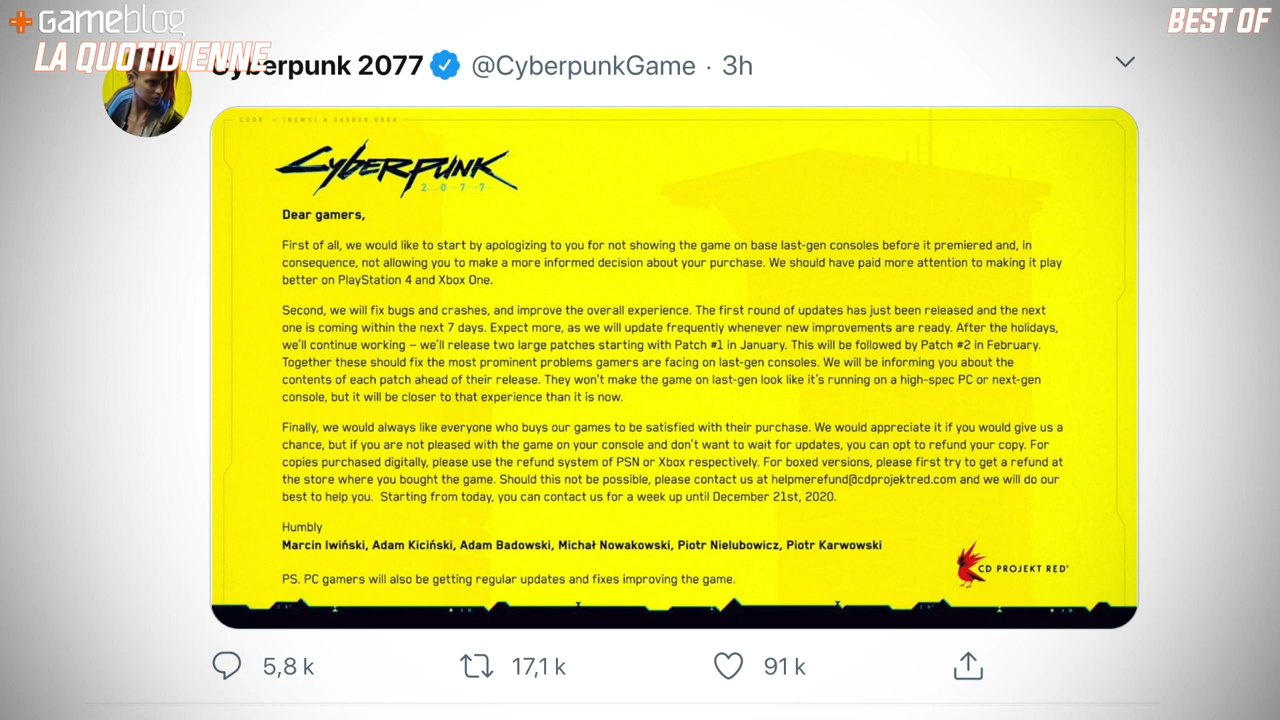 Gameblog
LA QUOTIDIENNE
BEST OF
Cyberpunk 2077 @CyberpunkGame · 3h
Cyberpunk
2077
Dear gamers,
First of all, we would like to start by apologizing to you for not showing the game on base last-gen consoles before it premiered and, in
consequence, not allowing you to make a more informed decision about your purchase. We should have paid more attention to making it play
better on PlayStation 4 and Xbox One.
Second, we will fix bugs and crashes, and improve the overall experience. The first round of updates has just been released and the next
one is coming within the next 7 days. Expect more, as we will update frequently whenever new improvements are ready. After the holidays,
we'll continue working – we'll release two large patches starting with Patch #1 in January. This will be followed by Patch #2 in February.
Together these should fix the most prominent problems gamers are facing on last-gen consoles. We will be informing you about the
contents of each patch ahead of their release. They won't make the game on last-gen look like it's running on a high-spec PC or next-gen
console, but it will be closer to that experience than it is now.
Finally, we would always like everyone who buys our games to be satisfied with their purchase. We would appreciate it if you would give us a
chance, but if you are not pleased with the game on your console and don't want to wait for updates, you can opt to refund your copy. For
copies purchased digitally, please use the refund system of PSN or Xbox respectively. For boxed versions, please first try to get a refund at
the store where you bought the game. Should this not be possible, please contact us at helpmerefund@cdprojektred.com and we will do our
best to help you. Starting from today, you can contact us for a week up until December 21st, 2020.
Humbly
Marcin Iwiński, Adam Kiciński, Adam Badowski, Michał Nowakowski, Piotr Nielubowicz, Piotr Karwowski
CD PROJEKT RED®
PS. PC gamers will also be getting regular updates and fixes improving the game.
5,8 k 17,1 k 91 k